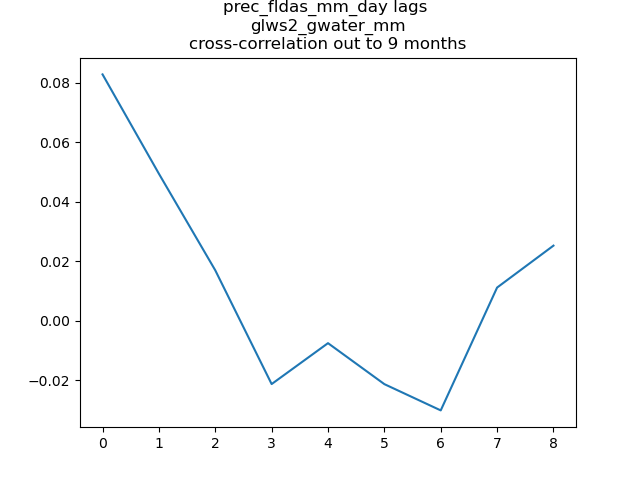 prec_fldas_mm_day lags
glws2_gwater_mm
cross-correlation out to 9 months
0.08
0.06
0.04
0.02
0.00
−0.02
0 1 2 3 4 5 6 7 8